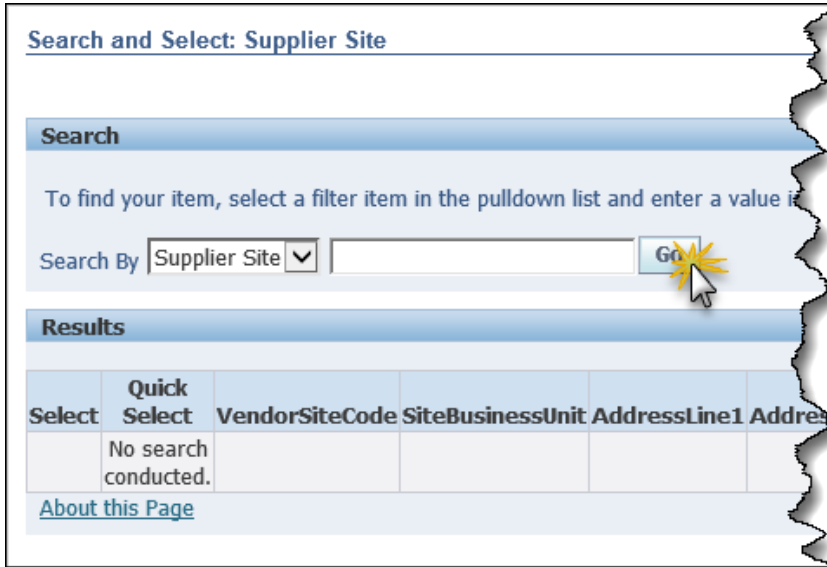 Search and Select: Supplier Site
Search
To find your item, select a filter item in the pulldown list and enter a value
Search By Supplier Site Go
Results
Select Quick Select VendorSiteCode SiteBusinessUnit AddressLine1
No search conducted.
About this Page